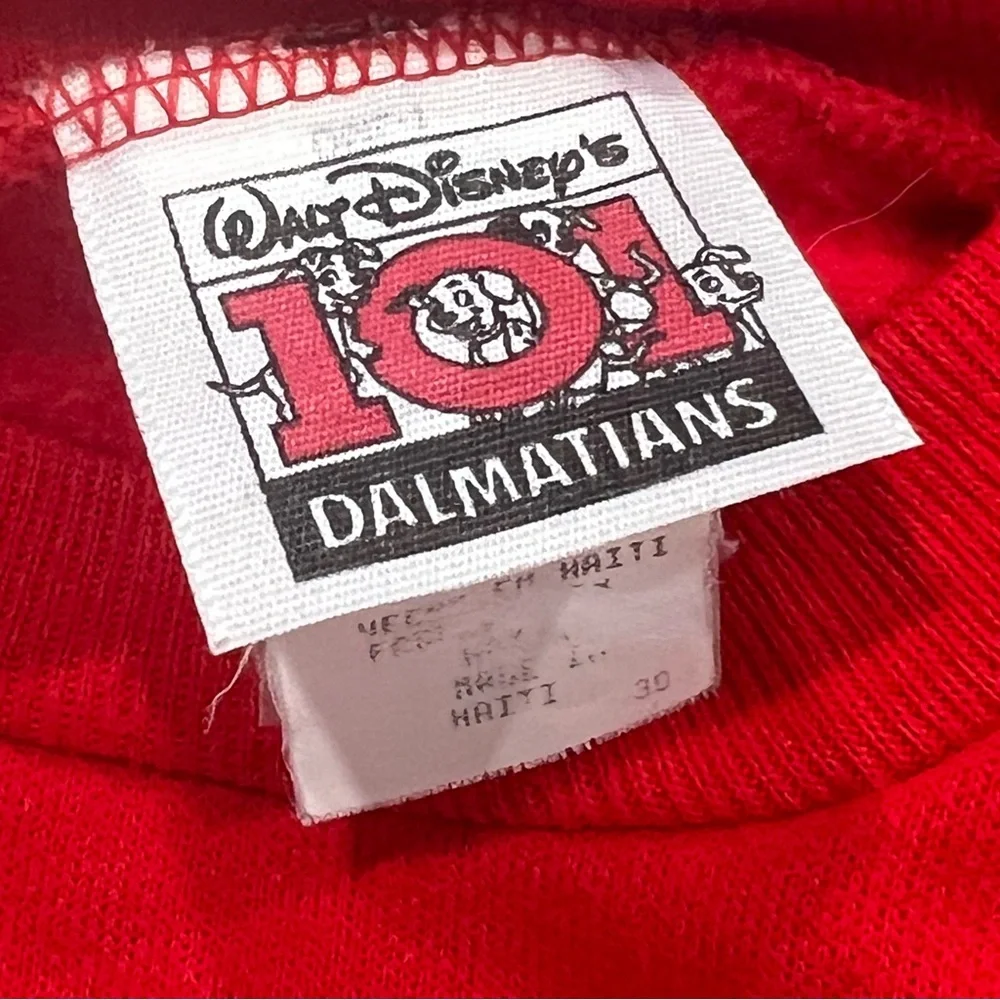 WALT DISNEY'S
101
DALMATIANS
HAITI
MADE IN
HAITI 30